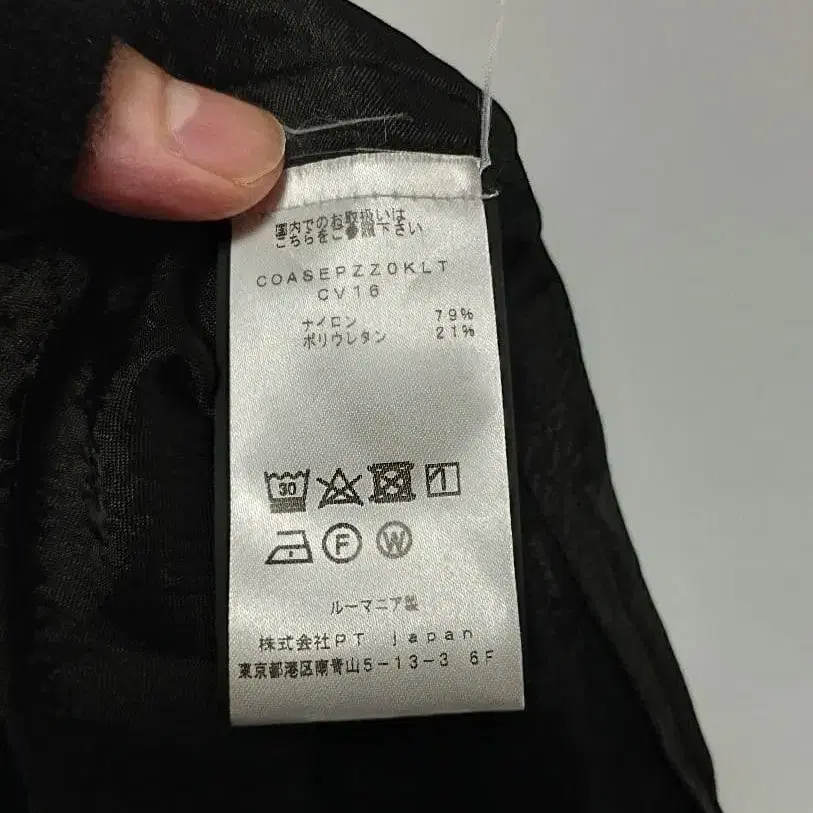 国内でのお取扱いは
こちらをご参照下さい
COASEPZZ0KLT
CV16
ナイロン 79%
ポリウレタン 21%
30
F W
ルーマニア製
株式会社PT japan
東京都港区南青山5-13-3 6F